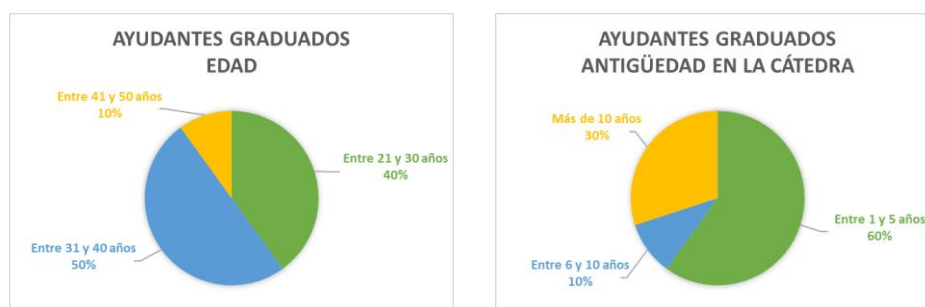 AYUDANTES GRADUADOS
EDAD
Entre 41 y 50 años
10%
Entre 21 y 30 años
40%
Entre 31 y 40 años
50%
AYUDANTES GRADUADOS
ANTIGÜEDAD EN LA CÁTEDRA
Más de 10 años
30%
Entre 1 y 5 años
60%
Entre 6 y 10 años
10%